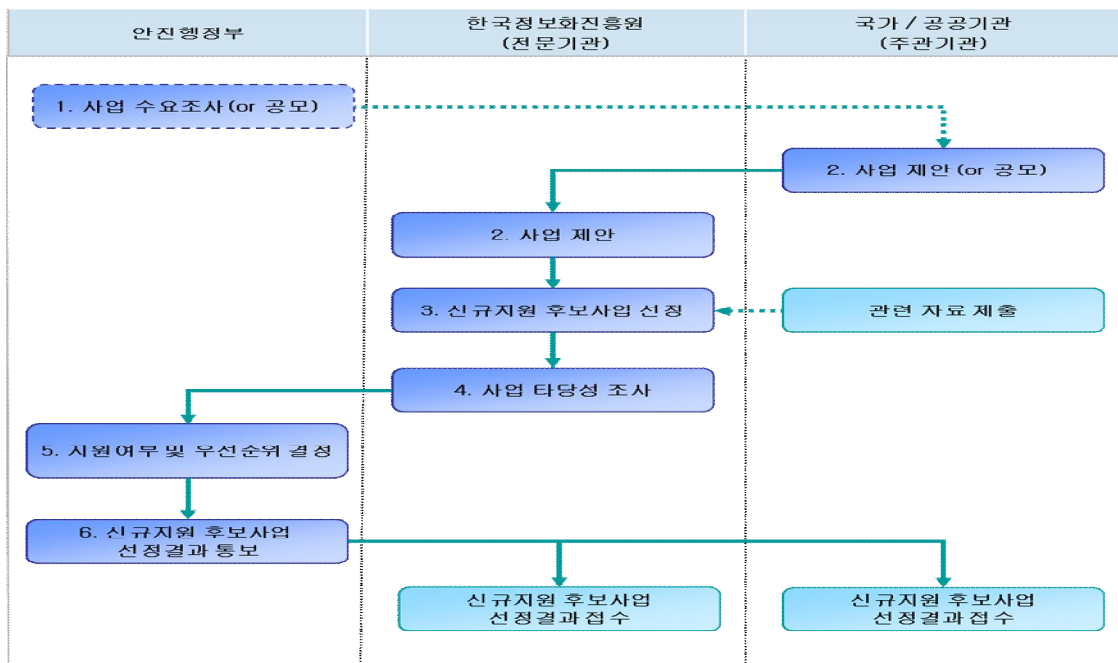 안진행정부
한국정보화진흥원
(전문기관)
국가 / 공공기관
(주관기관)
1. 사업 수요조사 (or 공모)
2. 사업 제안 (or 공모)
2. 사업 제안
3. 신규지원 후보사업 선정
관련 자료 제출
4. 사업 타당성 조사
5. 지원여부 및 우선순위 결정
6. 신규지원 후보사업
선정결과 통보
신규지원 후보사업
선정결과 접수
신규지원 후보사업
선정결과 접수